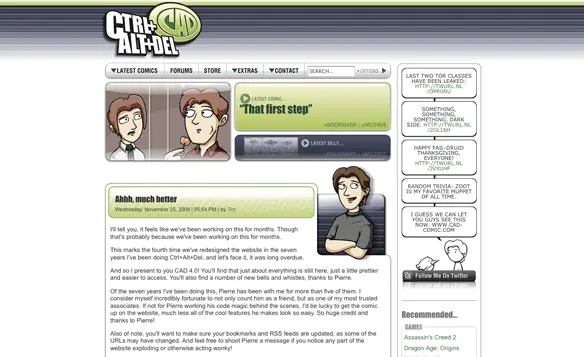 CTRL+
ALT+DEL
CAD
LATEST COMICS
FORUMS
STORE
EXTRAS
CONTACT
SEARCH...
+OPTIONS
LATEST COMIC...
"That first step"
+BOOKMARK | +ARCHIVE
LATEST SILLY...
+BOOKMARK | +ARCHIVE
Ahhh, much better
Wednesday, November 25, 2009 | 05:54 PM | by Tim
I'll tell you, it feels like we've been working on this for months. Though
that's probably because we've been working on this for months.
This marks the fourth time we've redesigned the website in the seven
years I've been doing Ctrl+Alt+Del, and let's face it, it was long overdue.
And so I present to you CAD 4.0! You'll find that just about everything is still here, just a little prettier
and easier to access. You'll also find a number of new bells and whistles, thanks to Pierre.
Of the seven years I've been doing this, Pierre has been with me for more than five of them. I
consider myself incredibly fortunate to not only count him as a friend, but as one of my most trusted
associates. If not for Pierre working his code magic behind the scenes, I'd be lucky to get the comic
up on the website, much less all of the cool features he makes look so easy. So huge credit and
thanks to Pierre!
Also of note, you'll want to make sure your bookmarks and RSS feeds are updated, as some of the
URLs may have changed. And feel free to shoot Pierre a message if you notice any part of the
website exploding or otherwise acting wonky!
LAST TWO TOR CLASSES
HAVE BEEN LEAKED:
HTTP://TWURL.NL
SOMETHING,
SOMETHING,
SOMETHING, DARK
SIDE. HTTP://TWURL.NL
HAPPY FAIL-DRUID
THANKSGIVING,
EVERYONE!
HTTP://TWURL.NL
RANDOM TRIVIA: ZOOT
IS MY FAVORITE MUPPET
OF ALL TIME.
I GUESS WE CAN LET
YOU GUYS SEE THIS
NOW. WWW.CAD-
COMIC.COM
Follow Me On Twitter
Recommended...
GAMES
Assassin's Creed 2
Dragon Age: Origins